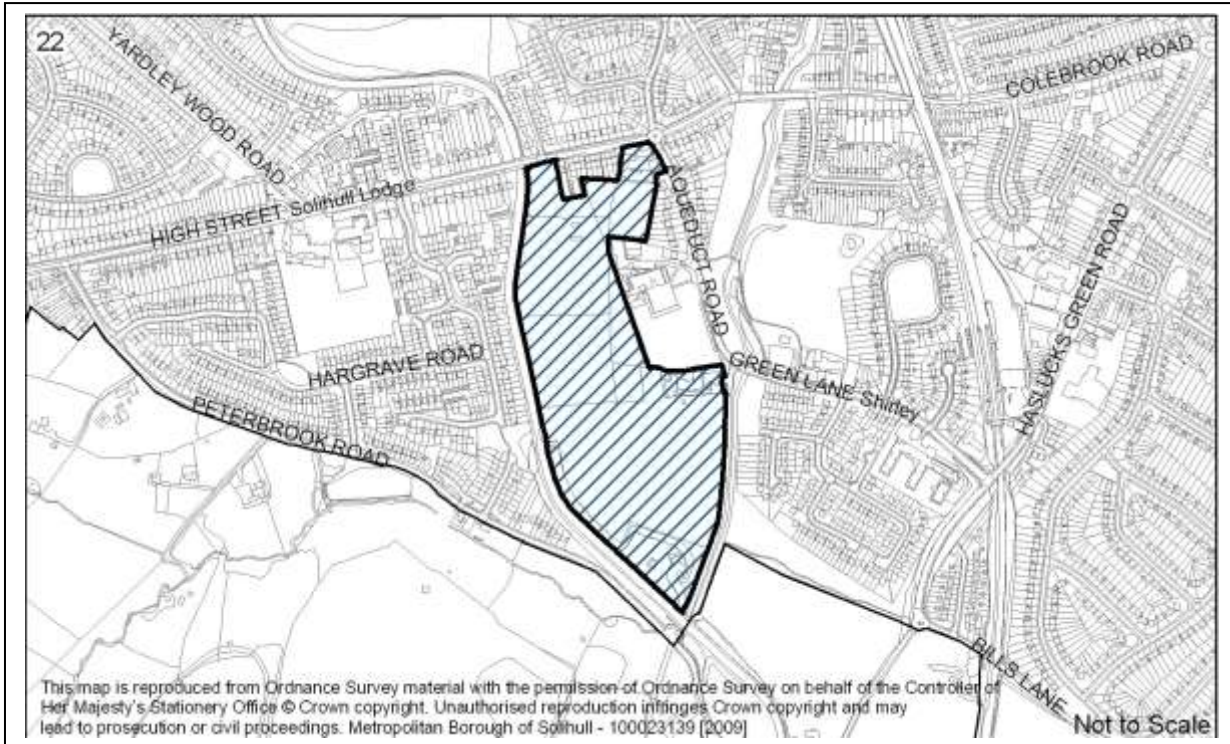 22
YARDLEY WOOD ROAD
COLEBROOK ROAD
HIGH STREET Solihull Lodge
AQUEDUCT ROAD
HASLUCKS GREEN ROAD
HARGRAVE ROAD
GREEN LANE Shirley
PETERBROOK ROAD
BILLS LANE
This map is reproduced from Ordnance Survey material with the permission of Ordnance Survey on behalf of the Controller of
Her Majesty's Stationery Office © Crown copyright. Unauthorised reproduction infringes Crown copyright and may
lead to prosecution or civil proceedings. Metropolitan Borough of Solihull - 100023139 [2009]
Not to Scale